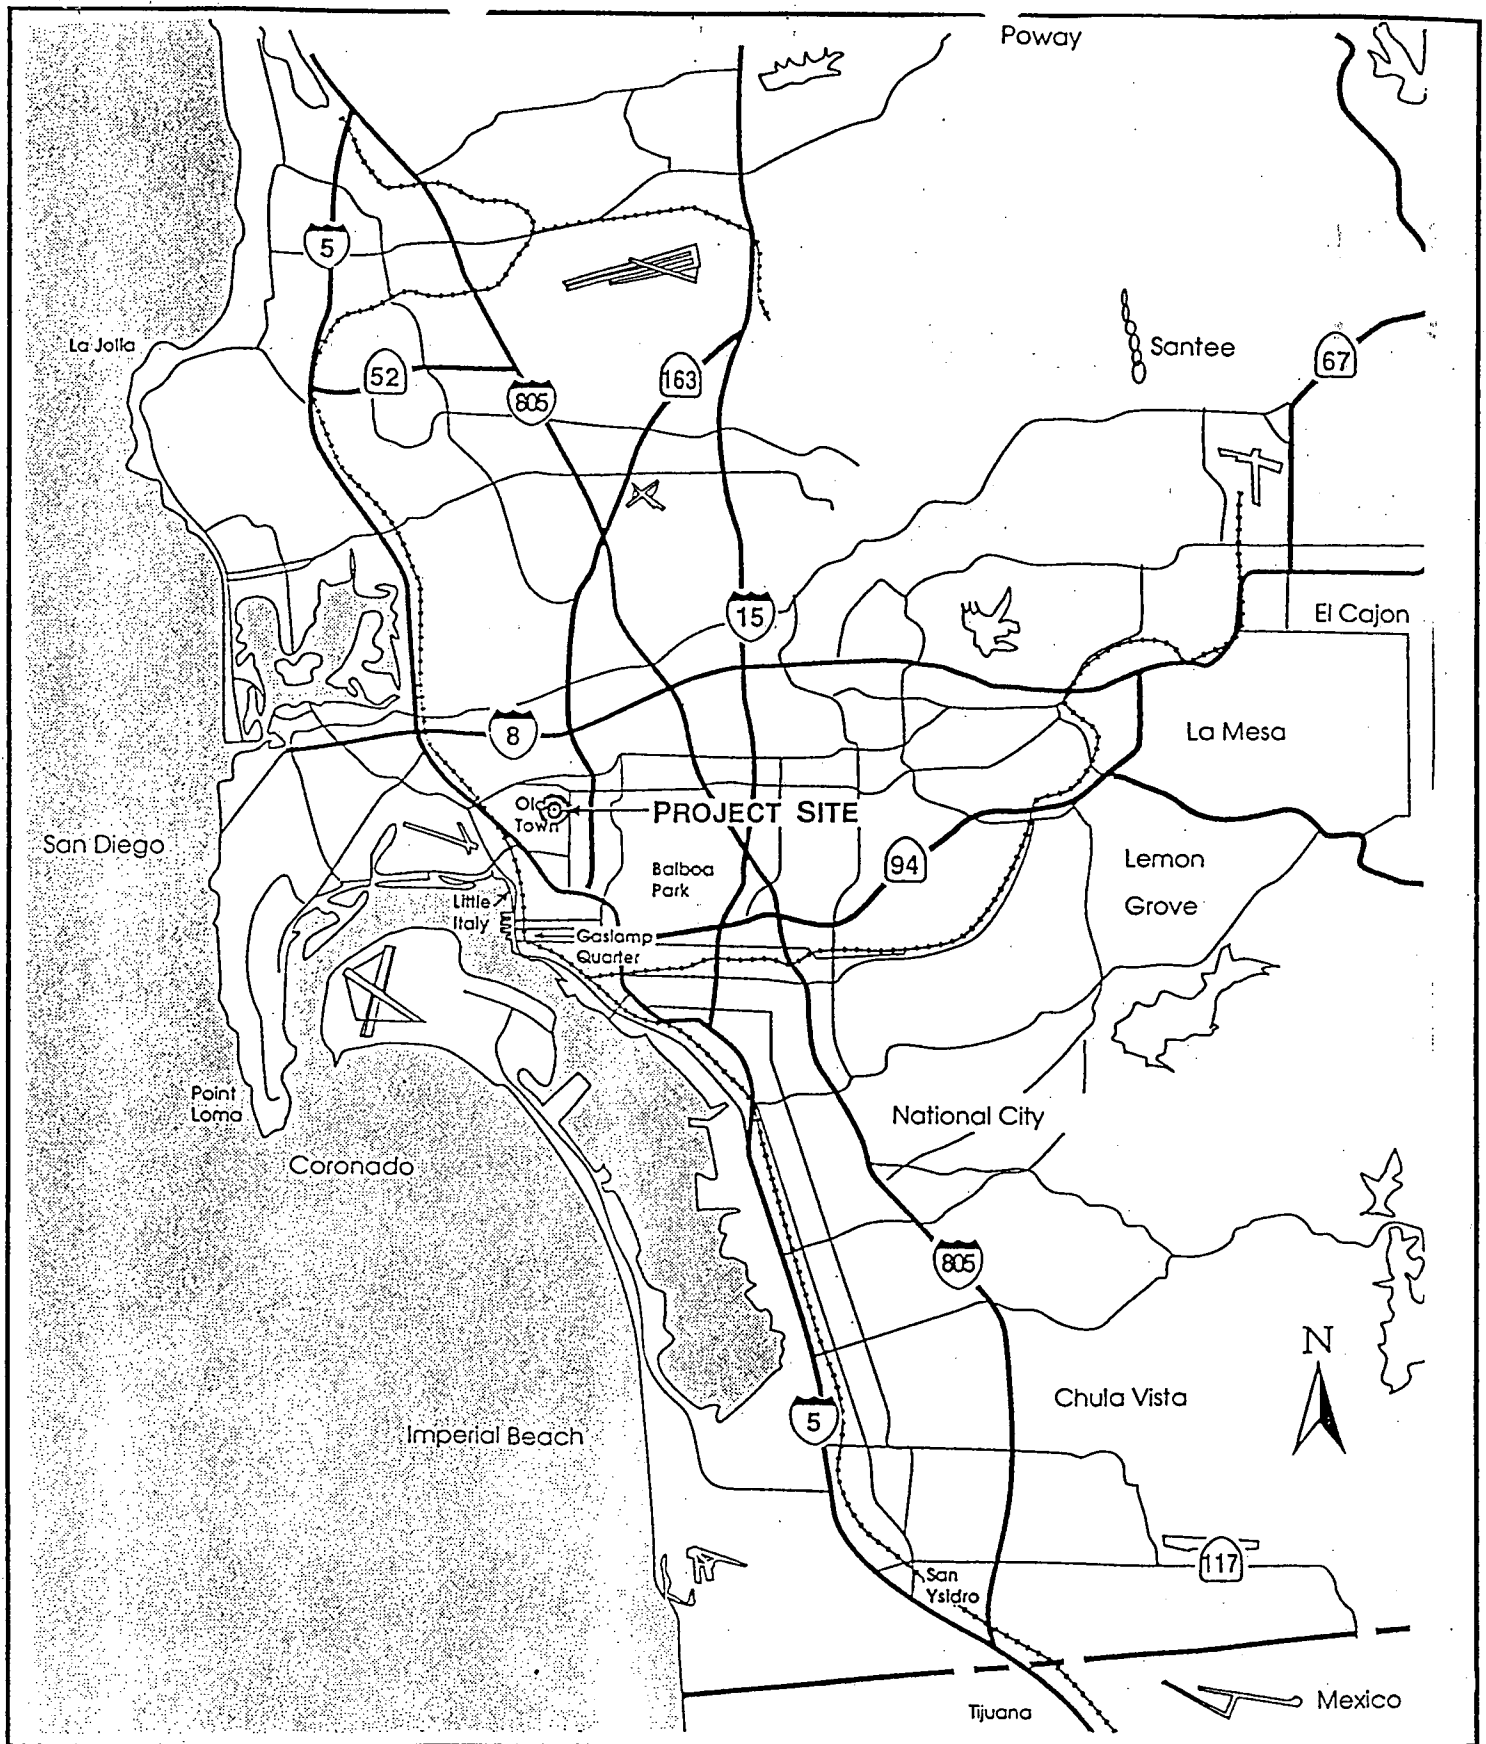 Poway
5
La Jolla
52
805
163
Santee
67
15
El Cajon
8
La Mesa
Old
Town
PROJECT SITE
San Diego
Balboa
Park
94
Lemon
Grove
Little
Italy
Gaslamp
Quarter
Point
Loma
National City
Coronado
805
N
Chula Vista
5
Imperial Beach
117
San
Ysidro
Tijuana
Mexico